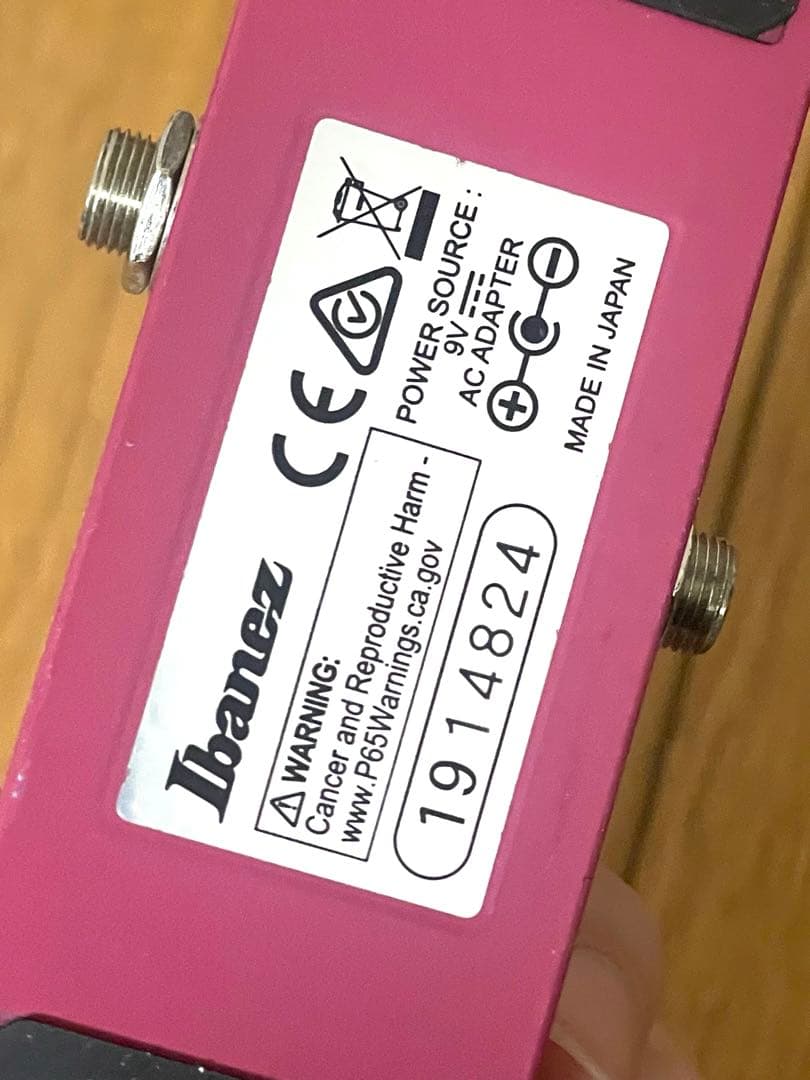 Ibanez
CE
⚠ WARNING:
Cancer and Reproductive Harm -
www.P65Warnings.ca.gov
1914824
POWER SOURCE :
9V ⎓
AC ADAPTER
MADE IN JAPAN